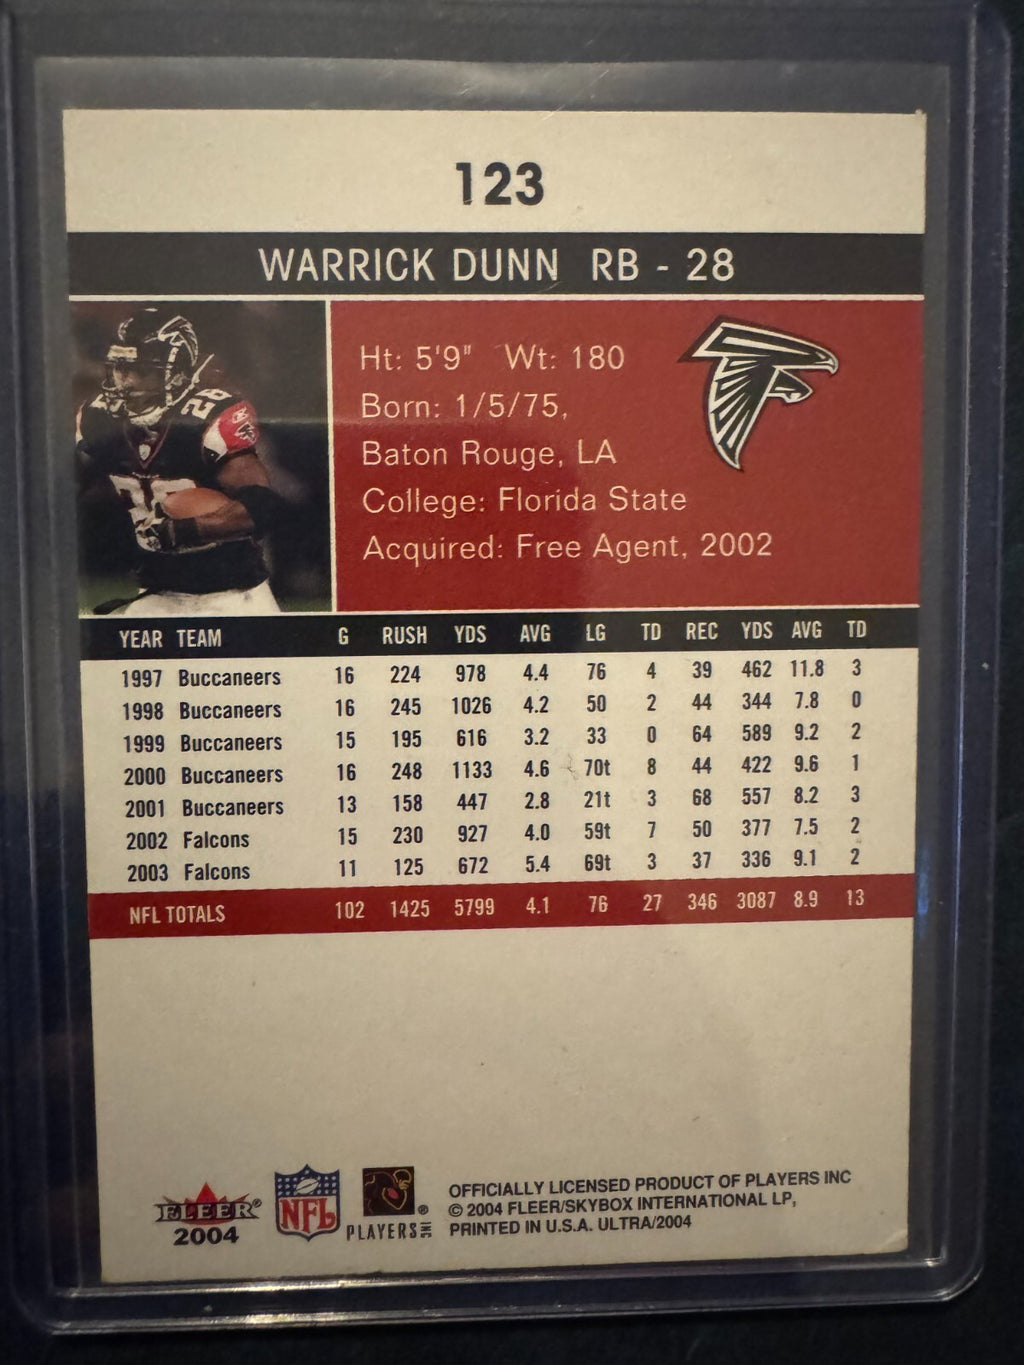 123
WARRICK DUNN RB - 28
28
Ht: 5'9" Wt: 180
Born: 1/5/75,
Baton Rouge, LA
College: Florida State
Acquired: Free Agent, 2002
YEAR TEAM G RUSH YDS AVG LG TD REC YDS AVG TD
1997 Buccaneers 16 224 978 4.4 76 4 39 462 11.8 3
1998 Buccaneers 16 245 1026 4.2 50 2 44 344 7.8 0
1999 Buccaneers 15 195 616 3.2 33 0 64 589 9.2 2
2000 Buccaneers 16 248 1133 4.6 70t 8 44 422 9.6 1
2001 Buccaneers 13 158 447 2.8 21t 3 68 557 8.2 3
2002 Falcons 15 230 927 4.0 59t 7 50 377 7.5 2
2003 Falcons 11 125 672 5.4 69t 3 37 336 9.1 2
NFL TOTALS 102 1425 5799 4.1 76 27 346 3087 8.9 13
FLEER®
2004
NFL
®
PLAYERS INC
OFFICIALLY LICENSED PRODUCT OF PLAYERS INC
© 2004 FLEER/SKYBOX INTERNATIONAL LP,
PRINTED IN U.S.A. ULTRA/2004